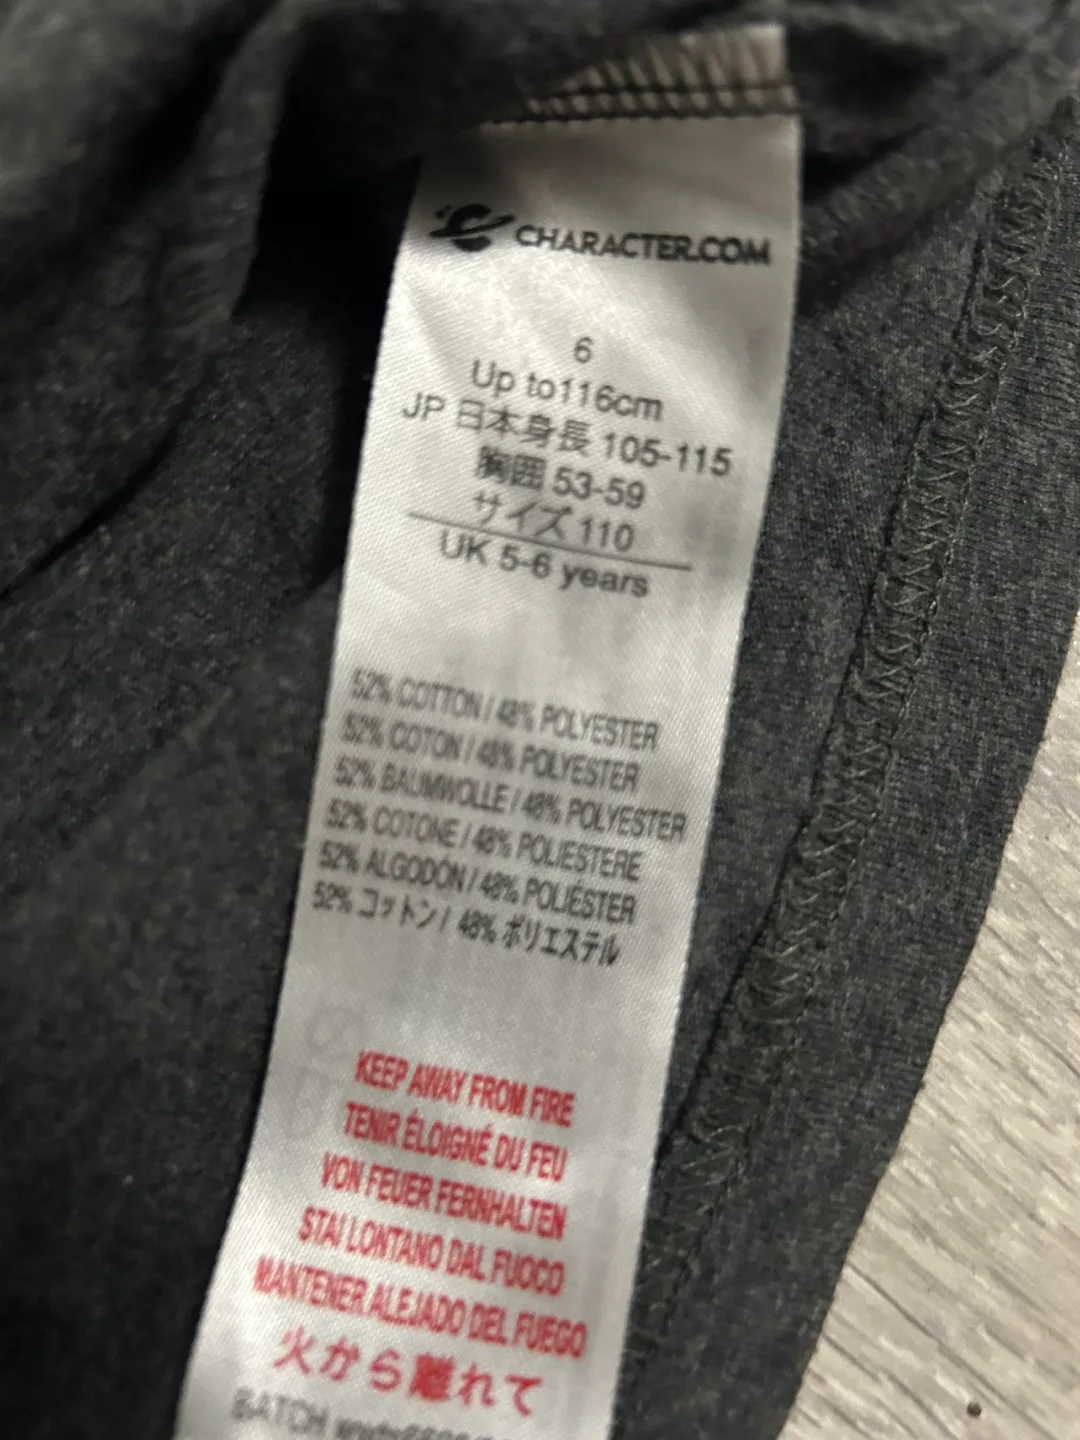 CHARACTER.COM
6
Up to116cm
JP 日本身長 105-115
胸囲 53-59
サイズ 110
UK 5-6 years
52% COTTON / 48% POLYESTER
52% COTON / 48% POLYESTER
52% BAUMWOLLE / 48% POLYESTER
52% COTONE / 48% POLIESTERE
52% ALGODÓN / 48% POLIÉSTER
52% コットン / 48% ポリエステル
KEEP AWAY FROM FIRE
TENIR ÉLOIGNÉ DU FEU
VON FEUER FERNHALTEN
STAI LONTANO DAL FUOCO
MANTENER ALEJADO DEL FUEGO
火から離れて
BATCH